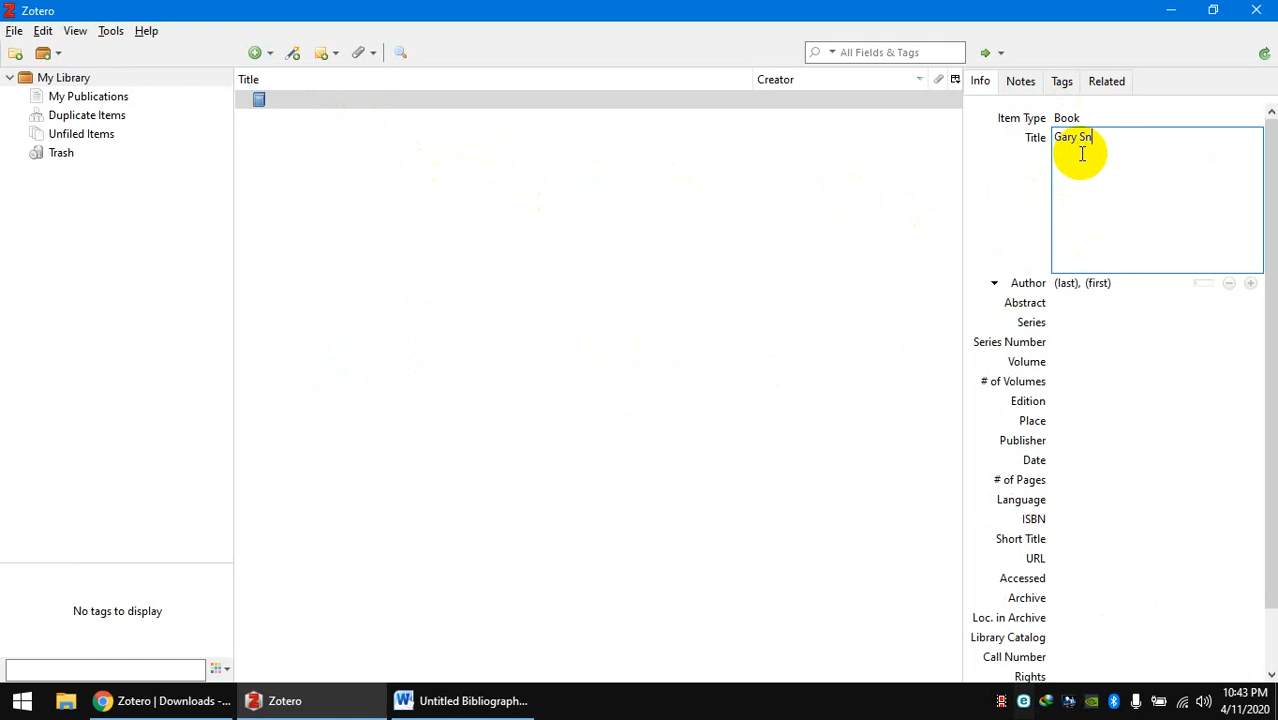 Zotero
File Edit View Tools Help
All Fields & Tags
My Library
My Publications
Duplicate Items
Unfiled Items
Trash
Title Creator
Info Notes Tags Related
Item Type Book
Title Gary Sn
Author (last), (first)
Abstract
Series
Series Number
Volume
# of Volumes
Edition
Place
Publisher
Date
# of Pages
Language
ISBN
Short Title
URL
Accessed
Archive
Loc. in Archive
Library Catalog
Call Number
Rights
No tags to display
Zotero | Downloads -...
Zotero
Untitled Bibliograph...
10:43 PM
4/11/2020